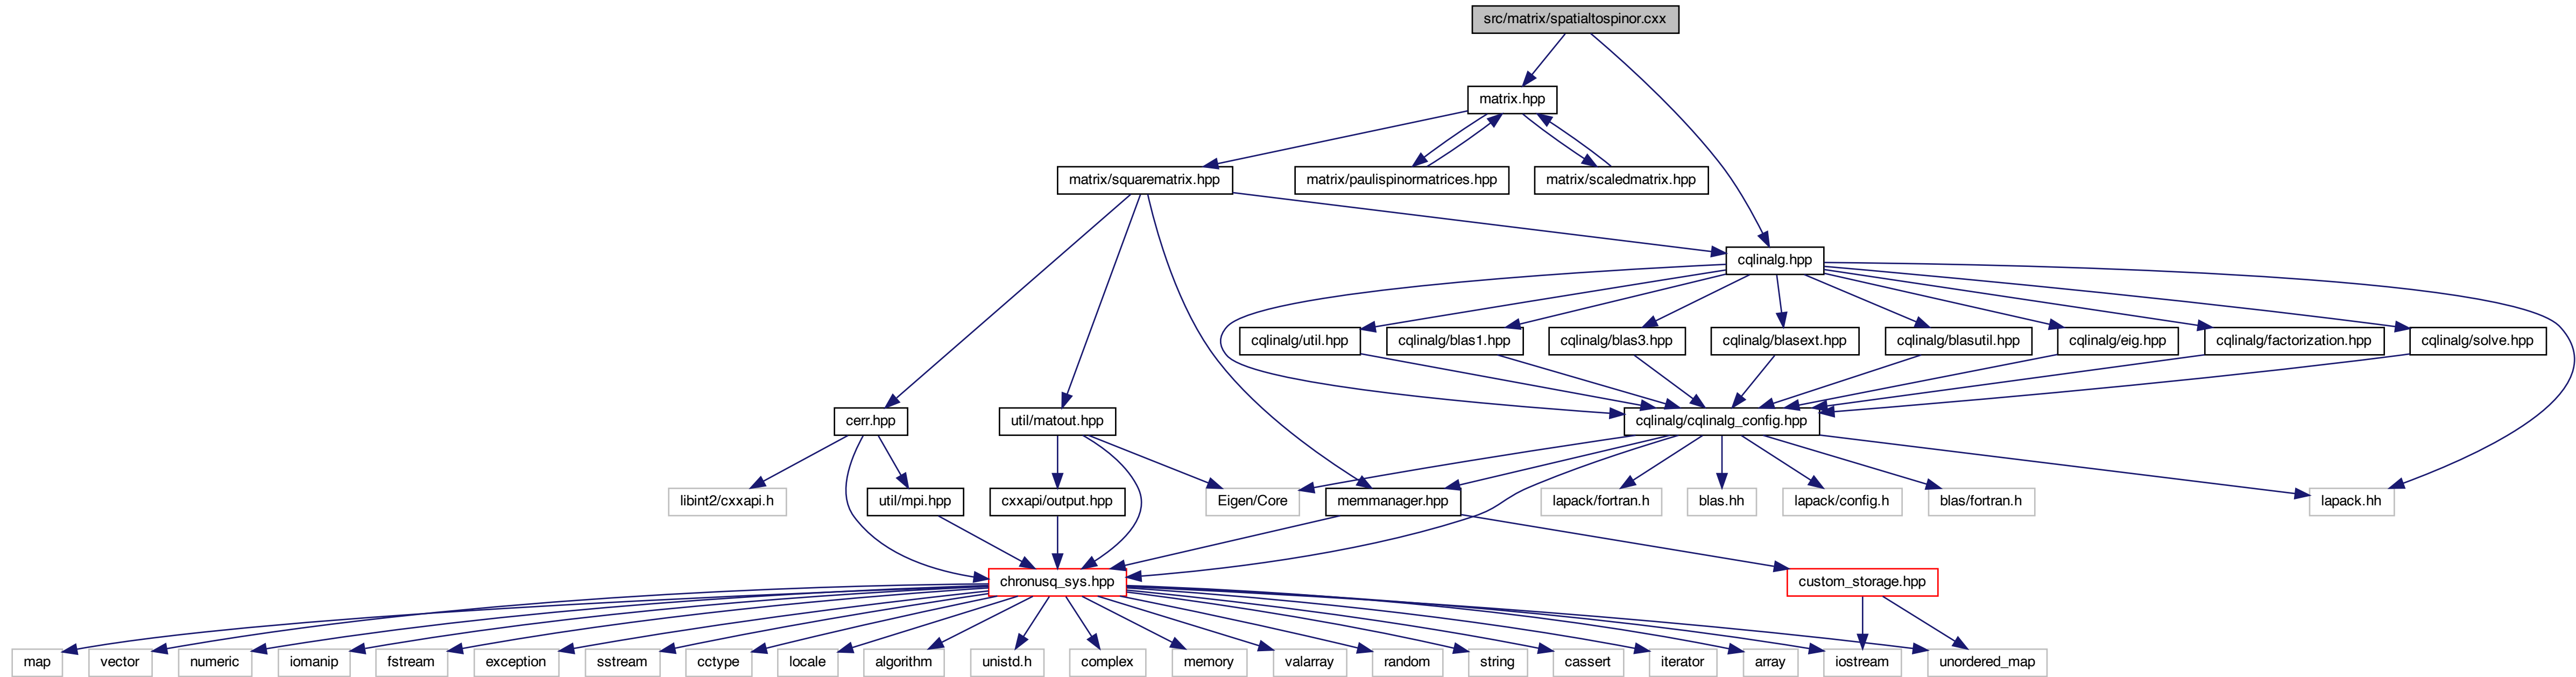 src/matrix/spatialtospinor.cxx
matrix.hpp
matrix/squarematrix.hpp
matrix/paulispinormatrices.hpp
matrix/scaledmatrix.hpp
cqlinalg.hpp
cqlinalg/util.hpp
cqlinalg/blas1.hpp
cqlinalg/blas3.hpp
cqlinalg/blasext.hpp
cqlinalg/blasutil.hpp
cqlinalg/eig.hpp
cqlinalg/factorization.hpp
cqlinalg/solve.hpp
cerr.hpp
util/matout.hpp
cqlinalg/cqlinalg_config.hpp
libint2/cxxapi.h
util/mpi.hpp
cxxapi/output.hpp
Eigen/Core
memmanager.hpp
lapack/fortran.h
blas.hh
lapack/config.h
blas/fortran.h
lapack.hh
chronusq_sys.hpp
custom_storage.hpp
map
vector
numeric
iomanip
fstream
exception
sstream
cctype
locale
algorithm
unistd.h
complex
memory
valarray
random
string
cassert
iterator
array
iostream
unordered_map